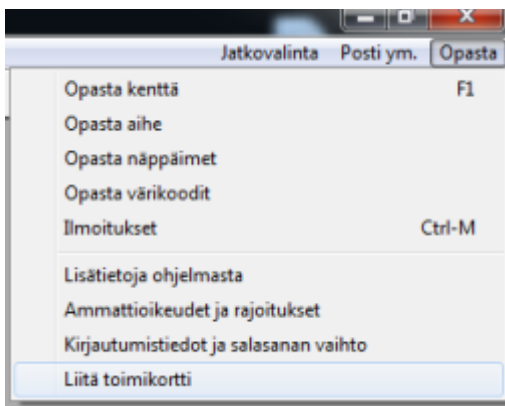 Jatkovalinta Posti ym. Opasta
Opasta kenttä F1
Opasta aihe
Opasta näppäimet
Opasta värikoodit
Ilmoitukset Ctrl-M
Lisätietoja ohjelmasta
Ammattioikeudet ja rajoitukset
Kirjautumistiedot ja salasanan vaihto
Liitä toimikortti